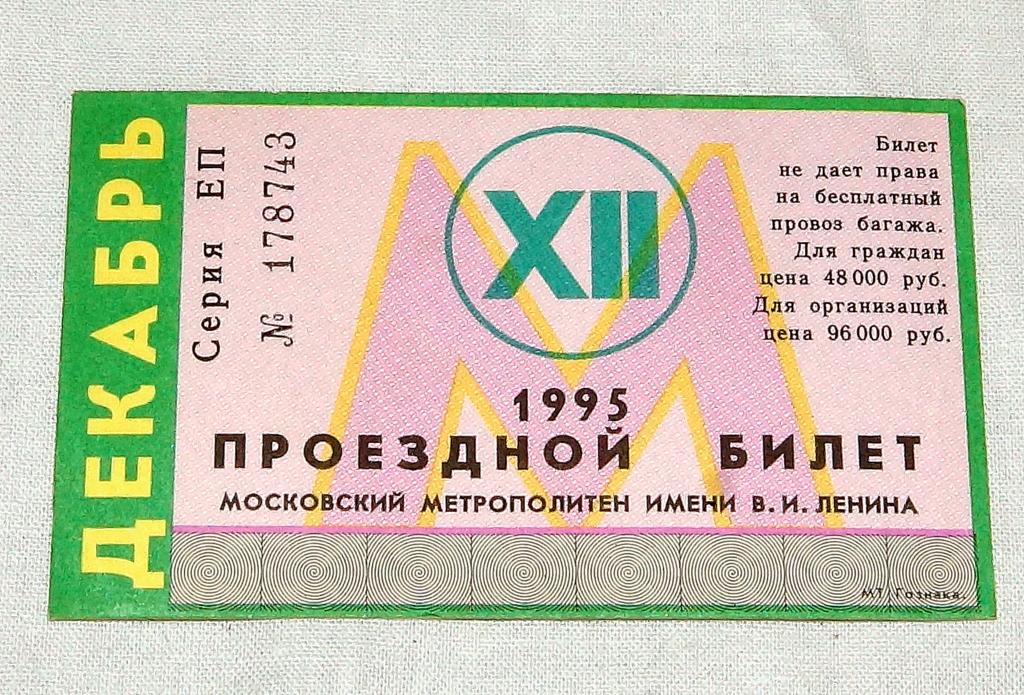 ДЕКАБРЬ
Серия ЕП
№ 178743
XII
Билет
не дает права
на бесплатный
провоз багажа.
Для граждан
цена 48 000 руб.
Для организаций
цена 96 000 руб.
М
1995
ПРОЕЗДНОЙ БИЛЕТ
МОСКОВСКИЙ МЕТРОПОЛИТЕН ИМЕНИ В. И. ЛЕНИНА
МТ Гознака.